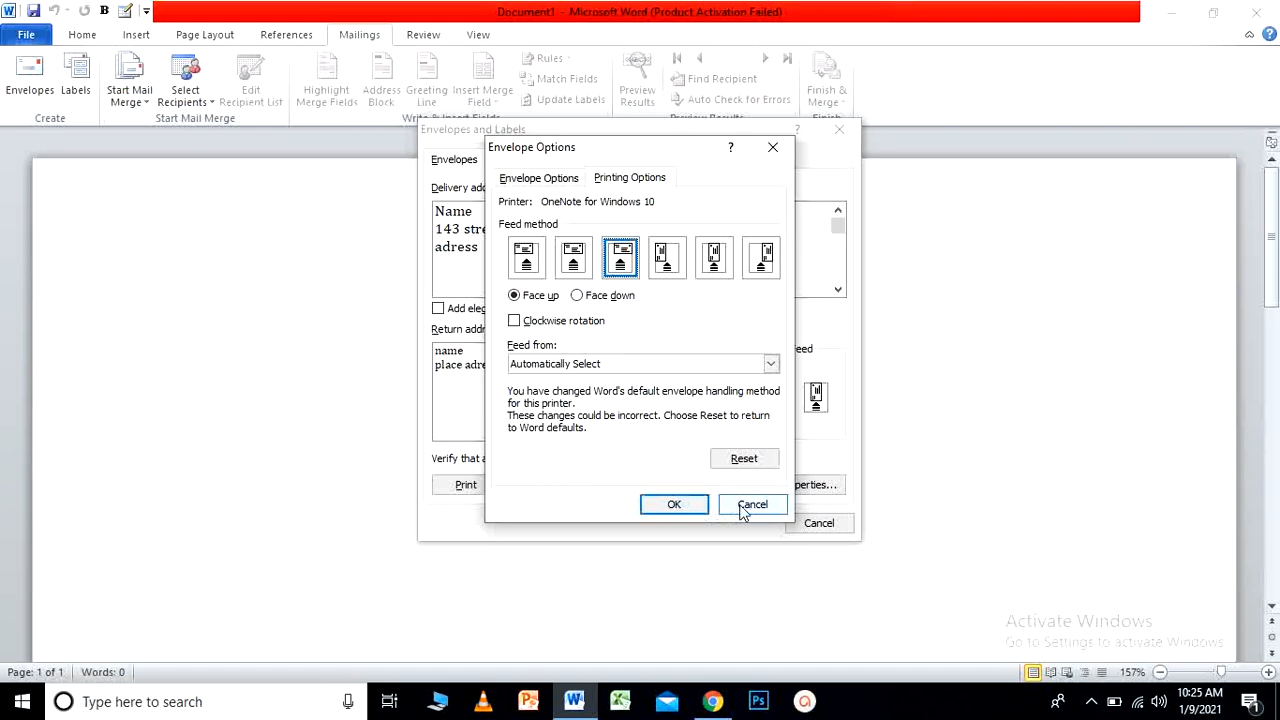 Document1 - Microsoft Word (Product Activation Failed)
File Home Insert Page Layout References Mailings Review View
Envelopes Labels Start Mail Merge Select Recipients Edit Recipient List Highlight Merge Fields Address Block Greeting Line Insert Merge Field Rules Match Fields Update Labels Preview Results Find Recipient Auto Check for Errors Finish & Merge
Create Start Mail Merge Write & Insert Fields Preview Results Finish
Envelopes and Labels ?
Envelope Options ?
Envelopes
Envelope Options Printing Options
Delivery add
Printer: OneNote for Windows 10
Name
143 stre
adress
Feed method
Face up Face down
Add ele
Clockwise rotation
Return addr
Feed from:
name
place adre
Automatically Select
eed
You have changed Word's default envelope handling method
for this printer.
These changes could be incorrect. Choose Reset to return
to Word defaults.
Verify that a
Reset
Print
perties...
OK Cancel
Cancel
Activate Windows
Go to Settings to activate Windows.
Page: 1 of 1 Words: 0 157%
Type here to search
10:25 AM
1/9/2021